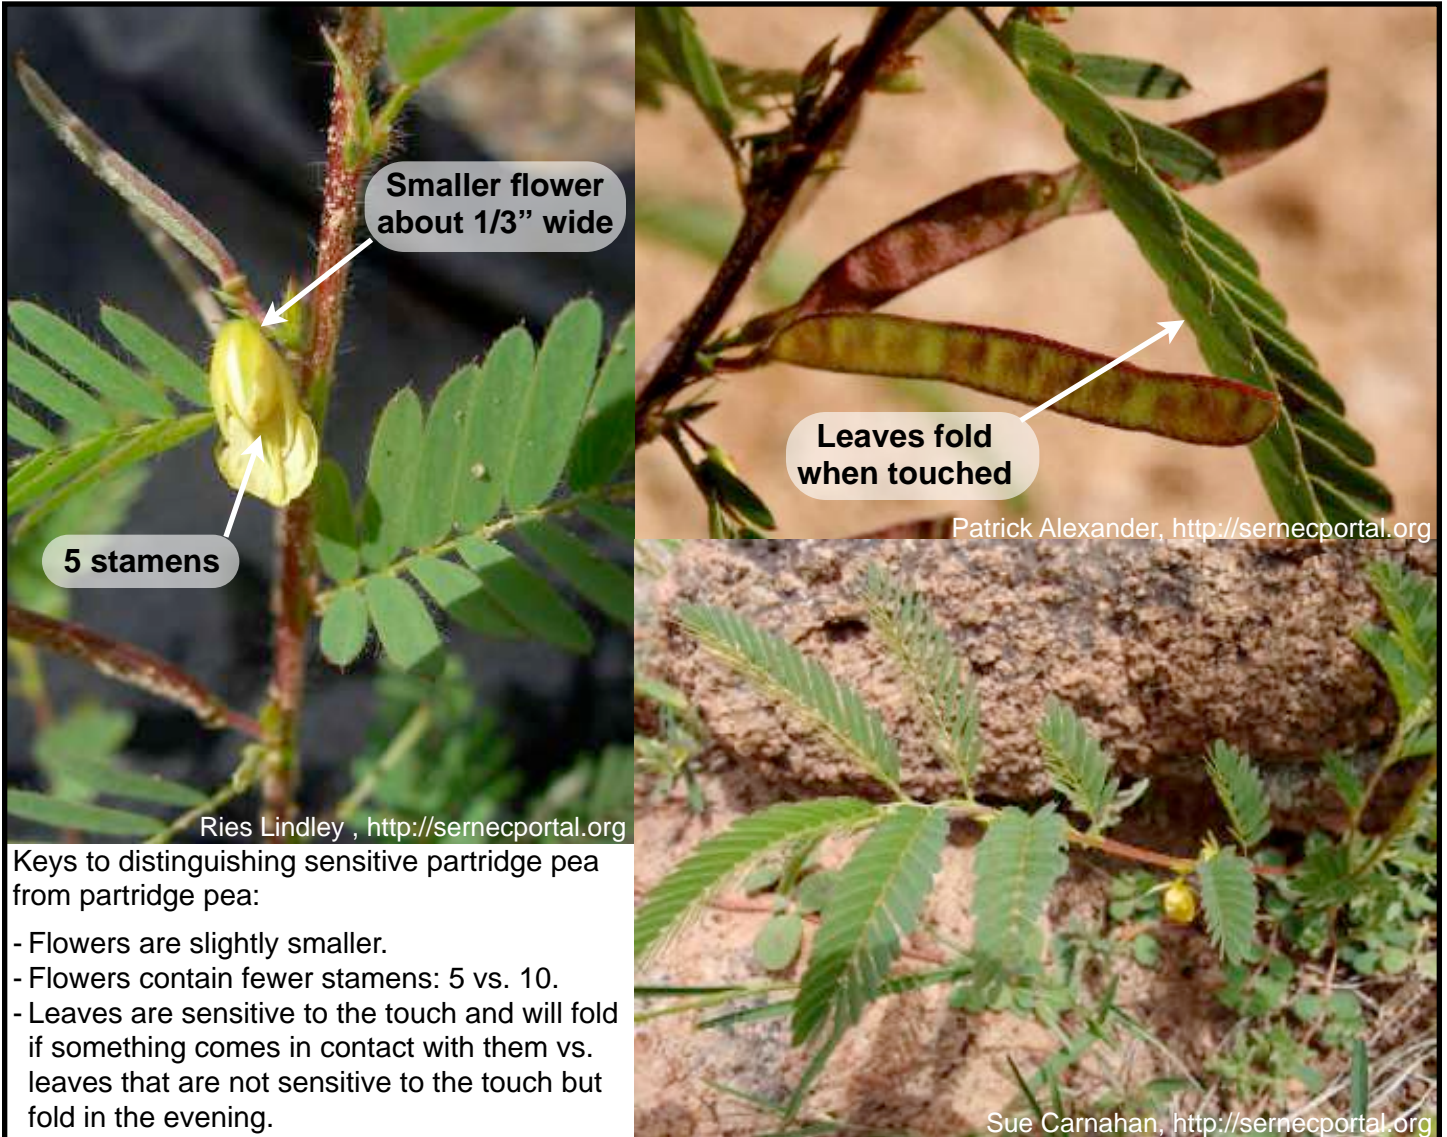 Smaller flower
about 1/3” wide
5 stamens
Ries Lindley , http://sernecportal.org
Leaves fold
when touched
Patrick Alexander, http://sernecportal.org
Keys to distinguishing sensitive partridge pea
from partridge pea:
- Flowers are slightly smaller.
- Flowers contain fewer stamens: 5 vs. 10.
- Leaves are sensitive to the touch and will fold
if something comes in contact with them vs.
leaves that are not sensitive to the touch but
fold in the evening.
Sue Carnahan, http://sernecportal.org